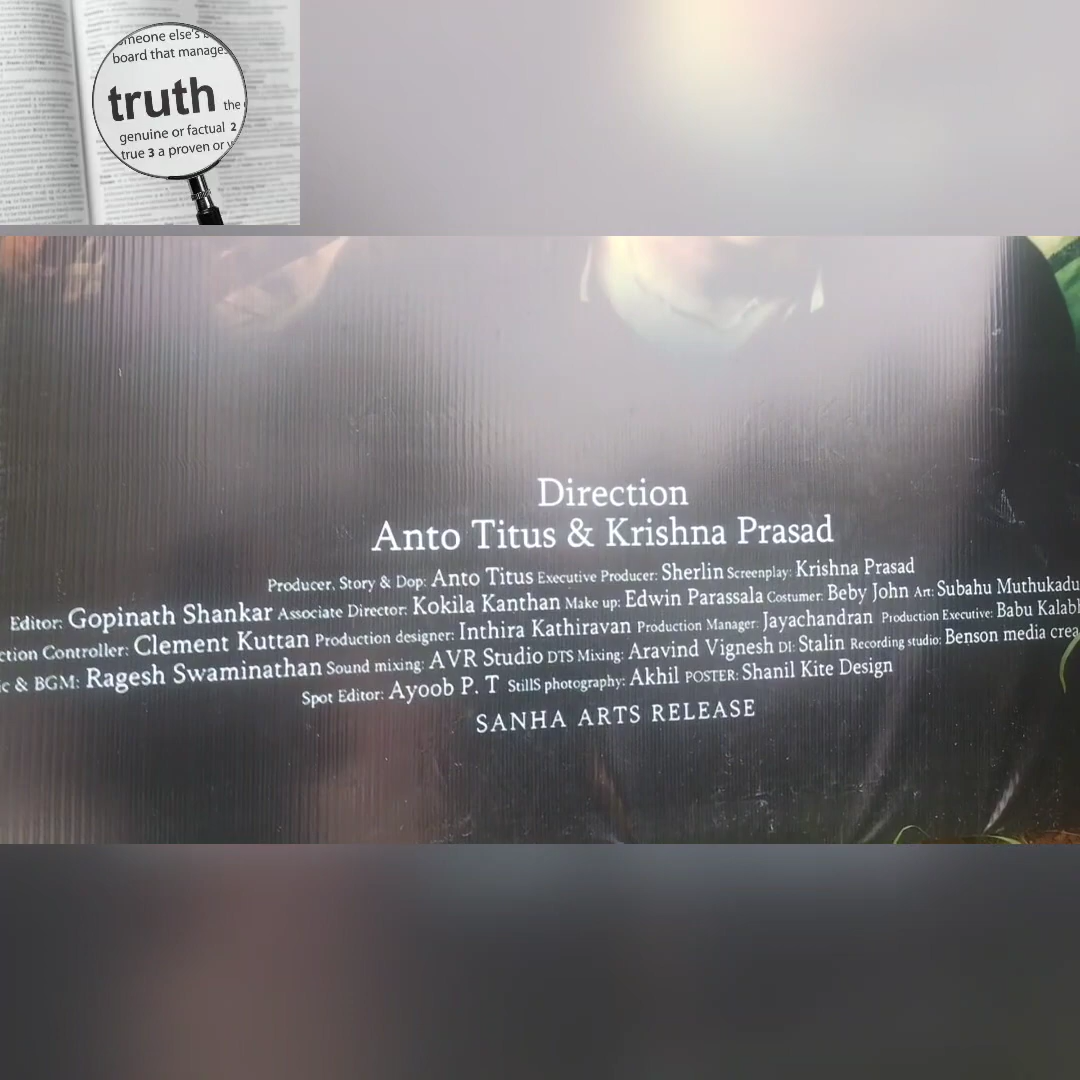 someone else's
board that manages
truth the
genuine or factual 2
true 3 a proven or
Direction
Anto Titus & Krishna Prasad
Producer, Story & Dop: Anto Titus Executive Producer: Sherlin Screenplay: Krishna Prasad
Editor: Gopinath Shankar Associate Director: Kokila Kanthan Make up: Edwin Parassala Costumer: Beby John Art: Subahu Muthukadu
ction Controller: Clement Kuttan Production designer: Inthira Kathiravan Production Manager: Jayachandran Production Executive: Babu
c & BGM: Ragesh Swaminathan Sound mixing: AVR Studio DTS Mixing: Aravind Vignesh DI: Stalin Recording studio: Benson media crea
Spot Editor: Ayoob P. T StillS photography: Akhil POSTER: Shanil Kite Design
SANHA ARTS RELEASE